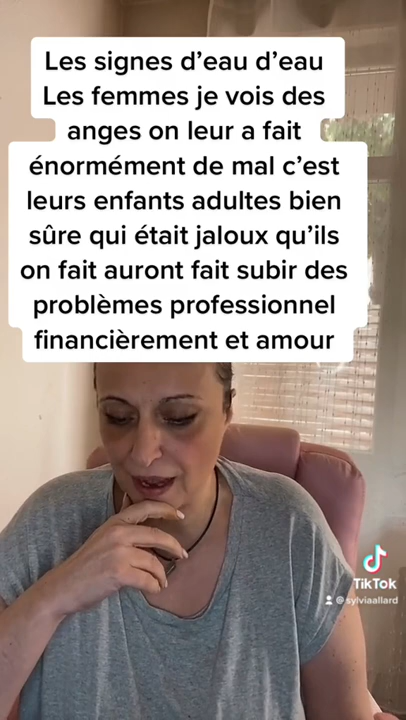 Les signes d’eau d’eau
Les femmes je vois des
anges on leur a fait
énormément de mal c’est
leurs enfants adultes bien
sûre qui était jaloux qu’ils
on fait auront fait subir des
problèmes professionnel
financièrement et amour
TikTok
@sylviaallard